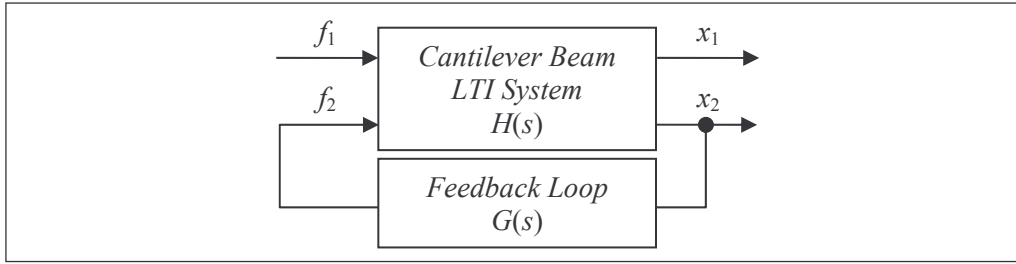 f1
x1
Cantilever Beam
LTI System
H(s)
f2
x2
Feedback Loop
G(s)